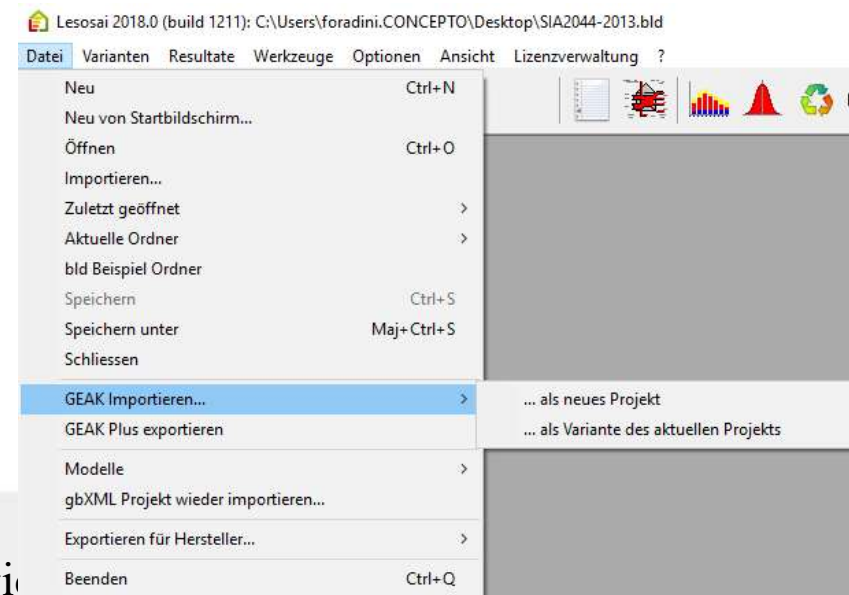 Lesosai 2018.0 (build 1211): C:\Users\foradini.CONCEPTO\Desktop\SIA2044-2013.bld
Datei Varianten Resultate Werkzeuge Optionen Ansicht Lizenzverwaltung ?
Neu Ctrl+N
Neu von Startbildschirm...
Öffnen Ctrl+O
Importieren...
Zuletzt geöffnet >
Aktuelle Ordner >
bld Beispiel Ordner
Speichern Ctrl+S
Speichern unter Maj+Ctrl+S
Schliessen
GEAK Importieren... > ... als neues Projekt
GEAK Plus exportieren ... als Variante des aktuellen Projekts
Modelle >
gbXML Projekt wieder importieren...
Exportieren für Hersteller... >
Beenden Ctrl+Q